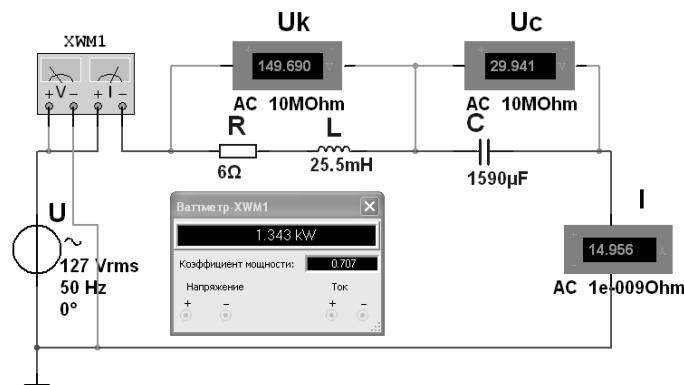 Uk
Uc
XWM1
149.690
V
29.941
V
+ V - + I -
AC 10MOhm
AC 10MOhm
R
L
C
6Ω
25.5mH
1590µF
U
I
127 Vrms
50 Hz
0°
Ваттметр-XWM1
1.343 kW
Коэффициент мощности: 0.707
Напряжение
Ток
+ - + -
14.956
A
AC 1e-009Ohm